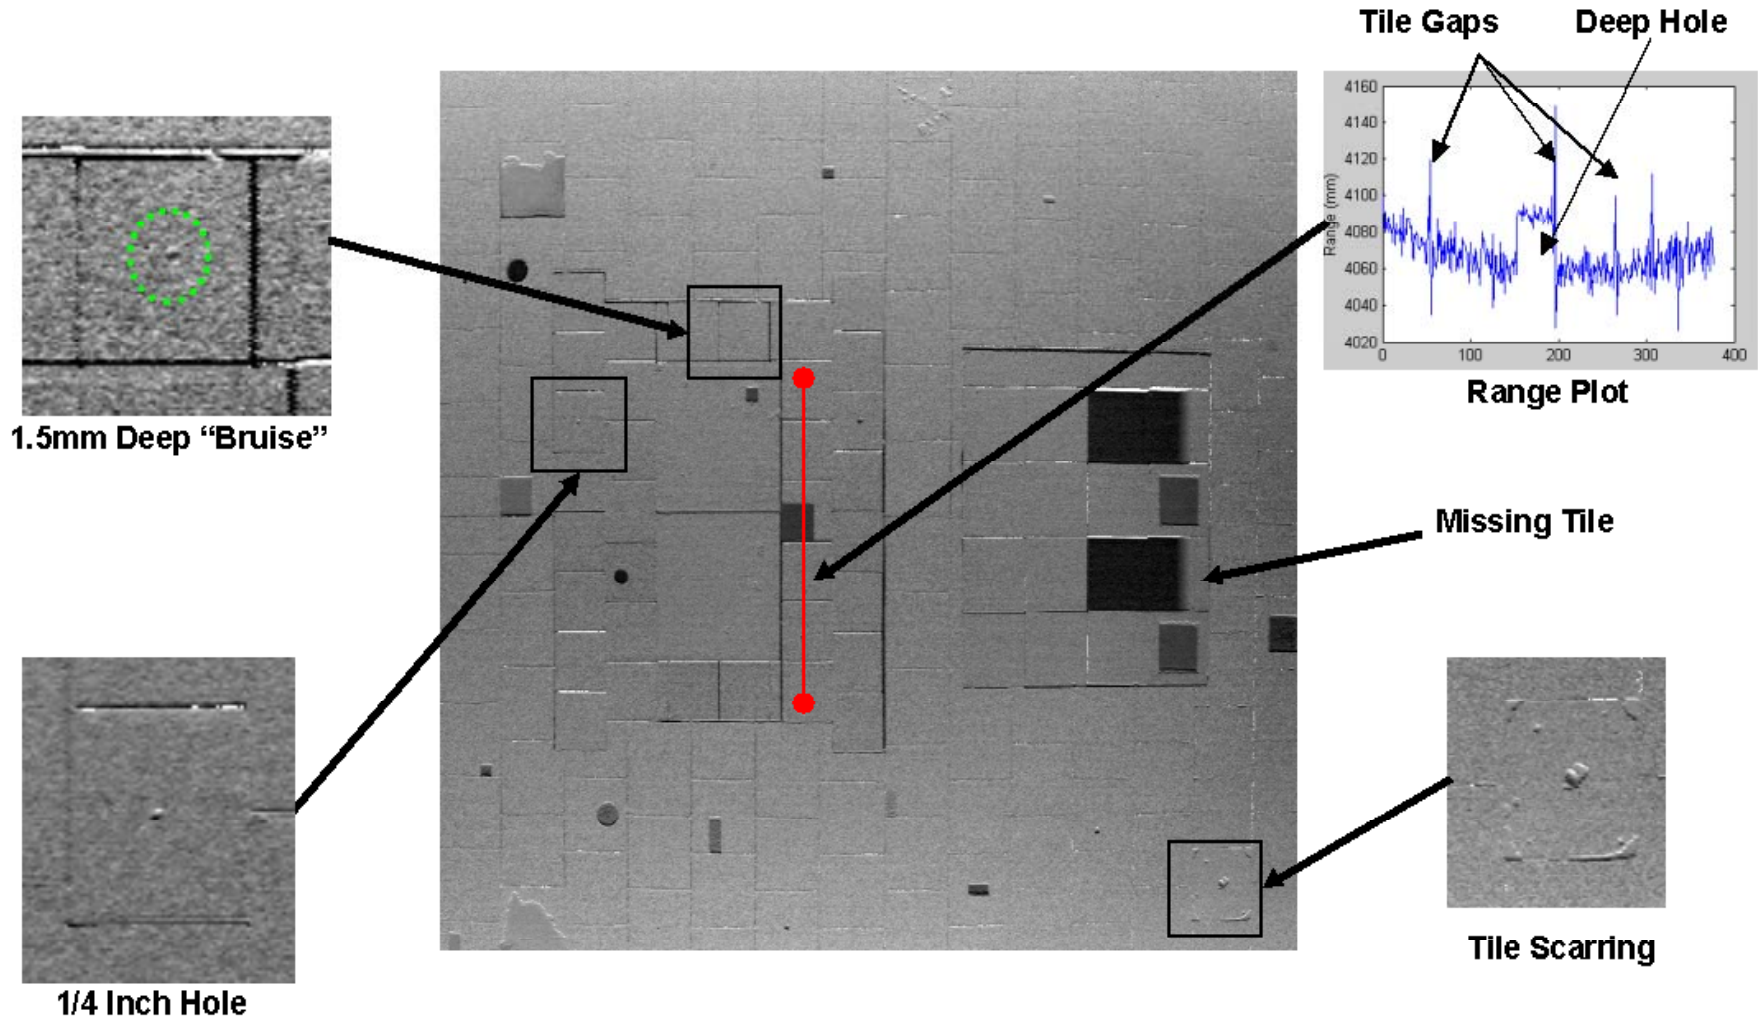 Tile Gaps
Deep Hole
4160
4140
4120
4100
4080
4060
4040
4020
Range (mm)
0
100
200
300
400
Range Plot
1.5mm Deep “Bruise”
Missing Tile
1/4 Inch Hole
Tile Scarring